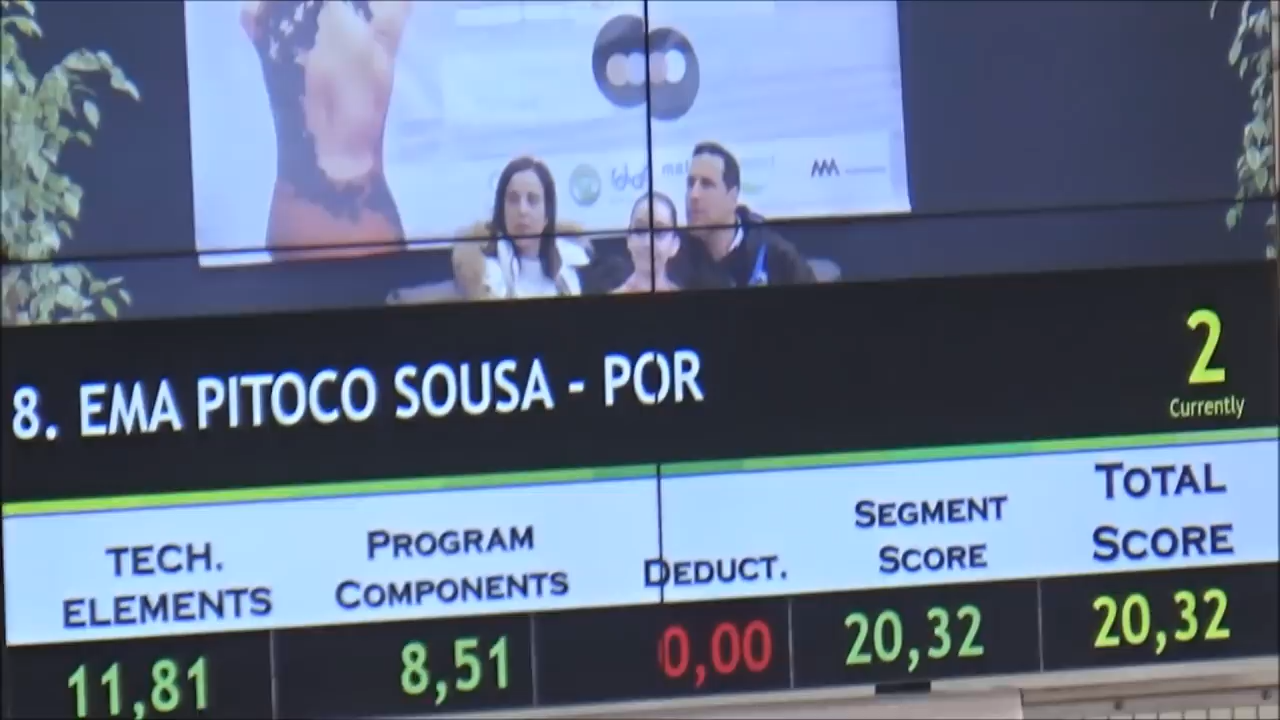 8. EMA PITOCO SOUSA - POR
2
Currently
TECH.
ELEMENTS
PROGRAM
COMPONENTS
DEDUCT.
SEGMENT
SCORE
TOTAL
SCORE
11,81
8,51
0,00
20,32
20,32